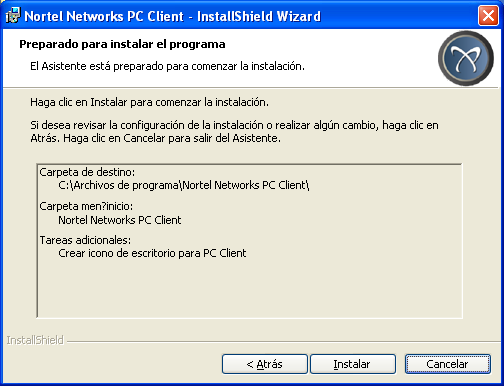 Nortel Networks PC Client - InstallShield Wizard
Preparado para instalar el programa
El Asistente está preparado para comenzar la instalación.
Haga clic en Instalar para comenzar la instalación.
Si desea revisar la configuración de la instalación o realizar algún cambio, haga clic en
Atrás. Haga clic en Cancelar para salir del Asistente.
Carpeta de destino:
C:\Archivos de programa\Nortel Networks PC Client\
Carpeta men?inicio:
Nortel Networks PC Client
Tareas adicionales:
Crear icono de escritorio para PC Client
InstallShield
< Atrás
Instalar
Cancelar